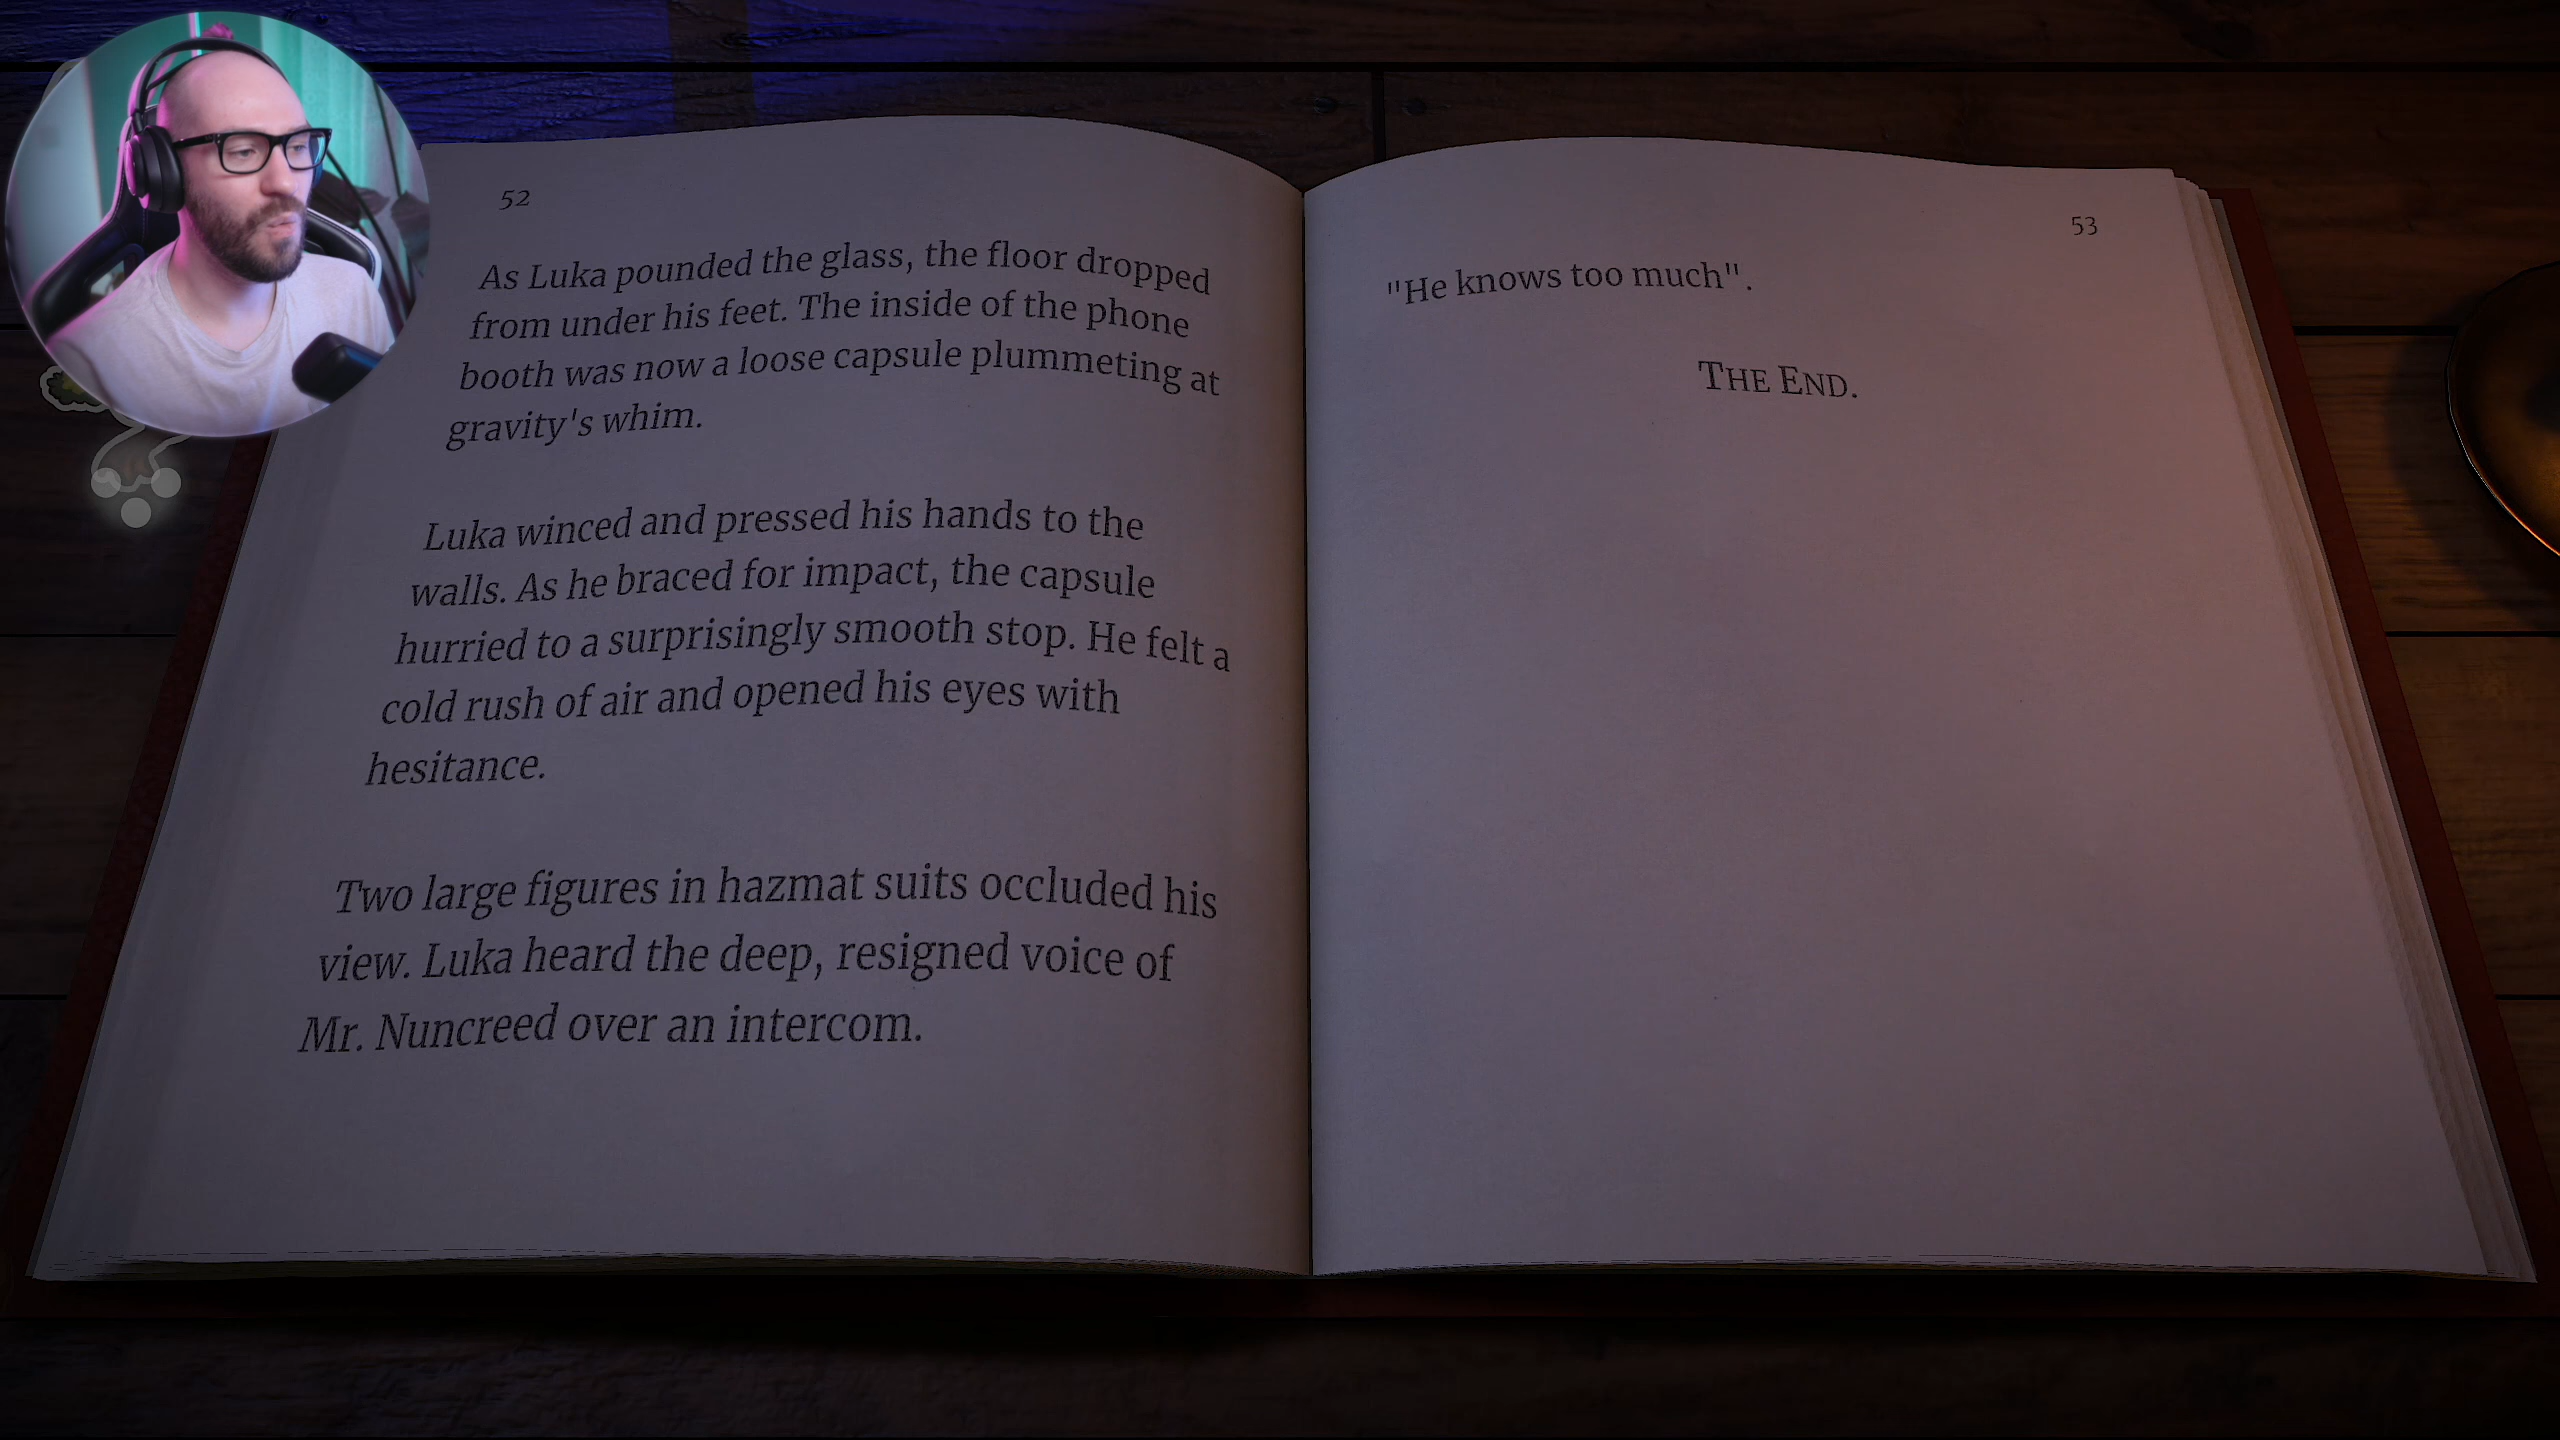 52
As Luka pounded the glass, the floor dropped
from under his feet. The inside of the phone
booth was now a loose capsule plummeting at
gravity's whim.
Luka winced and pressed his hands to the
walls. As he braced for impact, the capsule
hurried to a surprisingly smooth stop. He felt a
cold rush of air and opened his eyes with
hesitance.
Two large figures in hazmat suits occluded his
view. Luka heard the deep, resigned voice of
Mr. Nuncreed over an intercom.
53
"He knows too much".
THE END.